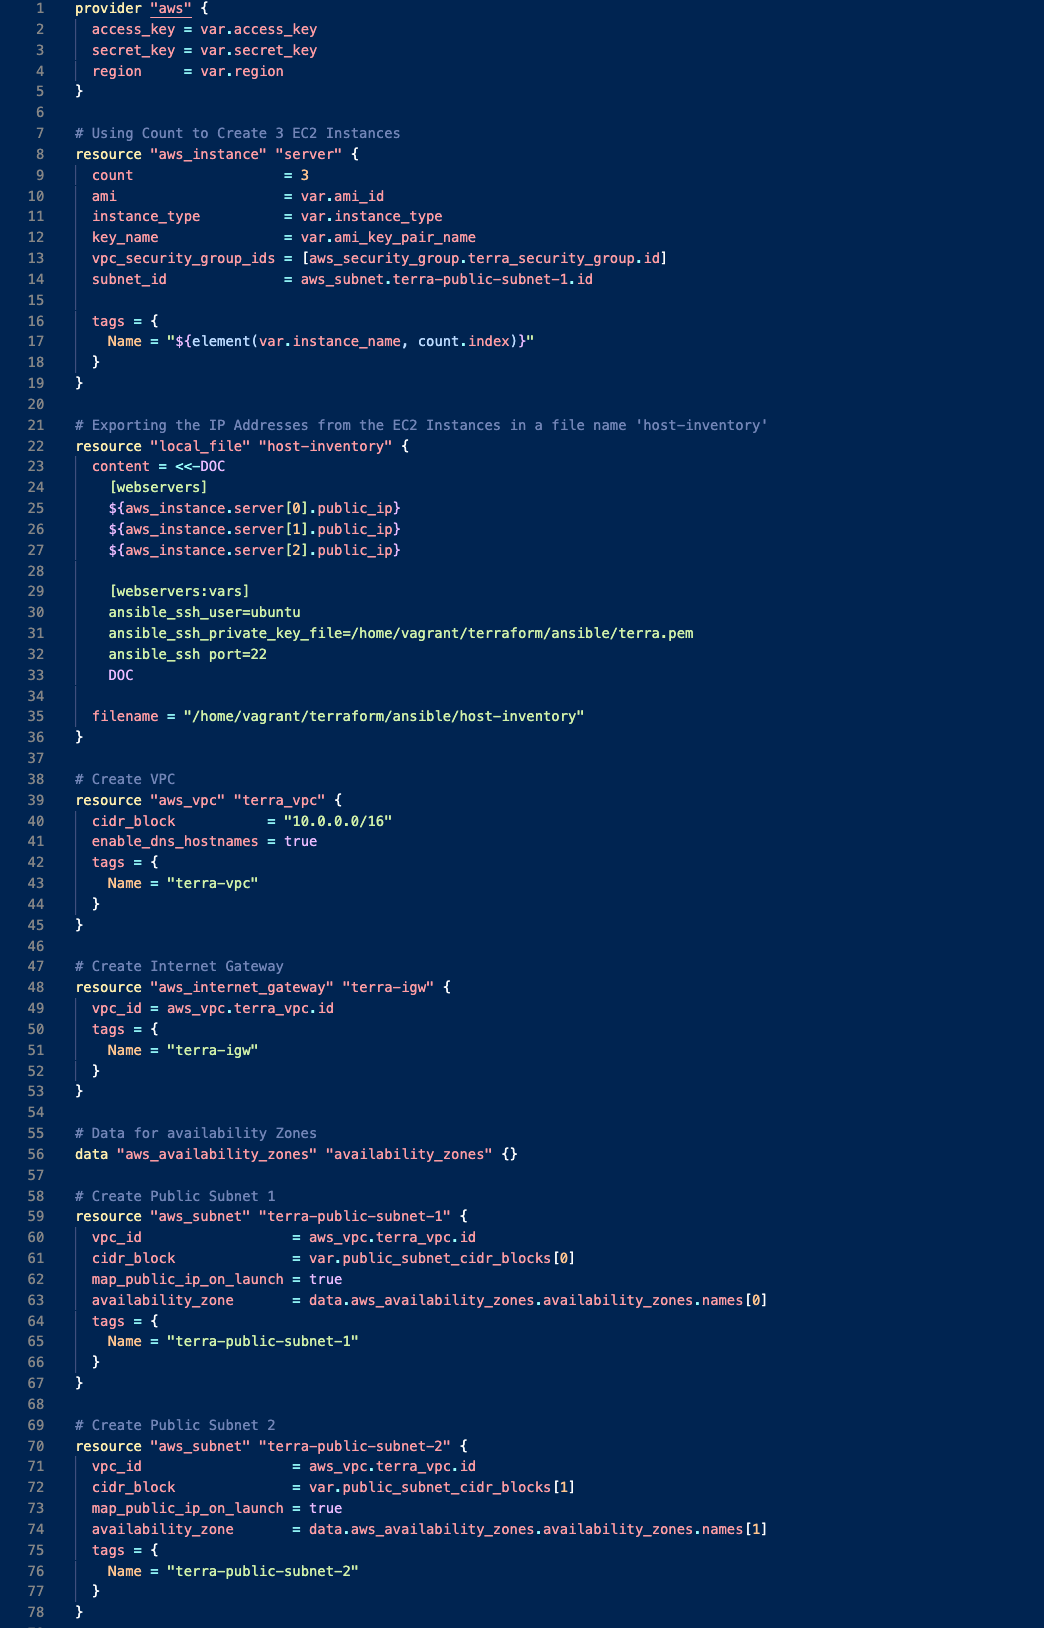 1 provider "aws" {
2 access_key = var.access_key
3 secret_key = var.secret_key
4 region     = var.region
5 }
6
7 # Using Count to Create 3 EC2 Instances
8 resource "aws_instance" "server" {
9 count                  = 3
10 ami                    = var.ami_id
11 instance_type          = var.instance_type
12 key_name               = var.ami_key_pair_name
13 vpc_security_group_ids = [aws_security_group.terra_security_group.id]
14 subnet_id              = aws_subnet.terra-public-subnet-1.id
15
16 tags = {
17 Name = "${element(var.instance_name, count.index)}"
18 }
19 }
20
21 # Exporting the IP Addresses from the EC2 Instances in a file name 'host-inventory'
22 resource "local_file" "host-inventory" {
23 content = <<-DOC
24 [webservers]
25 ${aws_instance.server[0].public_ip}
26 ${aws_instance.server[1].public_ip}
27 ${aws_instance.server[2].public_ip}
28
29 [webservers:vars]
30 ansible_ssh_user=ubuntu
31 ansible_ssh_private_key_file=/home/vagrant/terraform/ansible/terra.pem
32 ansible_ssh port=22
33 DOC
34
35 filename = "/home/vagrant/terraform/ansible/host-inventory"
36 }
37
38 # Create VPC
39 resource "aws_vpc" "terra_vpc" {
40 cidr_block           = "10.0.0.0/16"
41 enable_dns_hostnames = true
42 tags = {
43 Name = "terra-vpc"
44 }
45 }
46
47 # Create Internet Gateway
48 resource "aws_internet_gateway" "terra-igw" {
49 vpc_id = aws_vpc.terra_vpc.id
50 tags = {
51 Name = "terra-igw"
52 }
53 }
54
55 # Data for availability Zones
56 data "aws_availability_zones" "availability_zones" {}
57
58 # Create Public Subnet 1
59 resource "aws_subnet" "terra-public-subnet-1" {
60 vpc_id                  = aws_vpc.terra_vpc.id
61 cidr_block              = var.public_subnet_cidr_blocks[0]
62 map_public_ip_on_launch = true
63 availability_zone       = data.aws_availability_zones.availability_zones.names[0]
64 tags = {
65 Name = "terra-public-subnet-1"
66 }
67 }
68
69 # Create Public Subnet 2
70 resource "aws_subnet" "terra-public-subnet-2" {
71 vpc_id                  = aws_vpc.terra_vpc.id
72 cidr_block              = var.public_subnet_cidr_blocks[1]
73 map_public_ip_on_launch = true
74 availability_zone       = data.aws_availability_zones.availability_zones.names[1]
75 tags = {
76 Name = "terra-public-subnet-2"
77 }
78 }